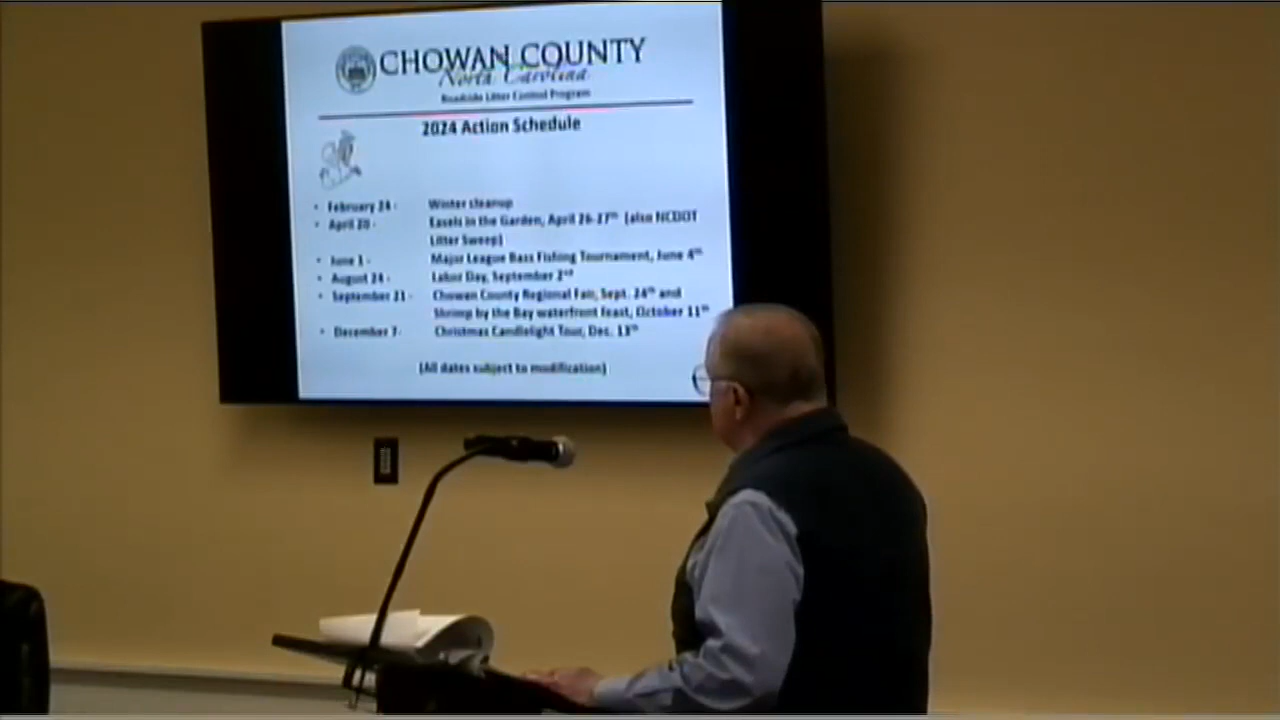 CHOWAN COUNTY
North Carolina
Roadside Litter Control Program
2024 Action Schedule
• February 24 - Winter cleanup
• April 20 - Easels in the Garden, April 26-27th (also NCDOT
Litter Sweep)
• June 1 - Major League Bass Fishing Tournament, June 4th
• August 24 - Labor Day, September 2nd
• September 21 - Chowan County Regional Fair, Sept. 24th and
Shrimp by the Bay waterfront feast, October 11th
• December 7- Christmas Candlelight Tour, Dec. 13th
(All dates subject to modification)